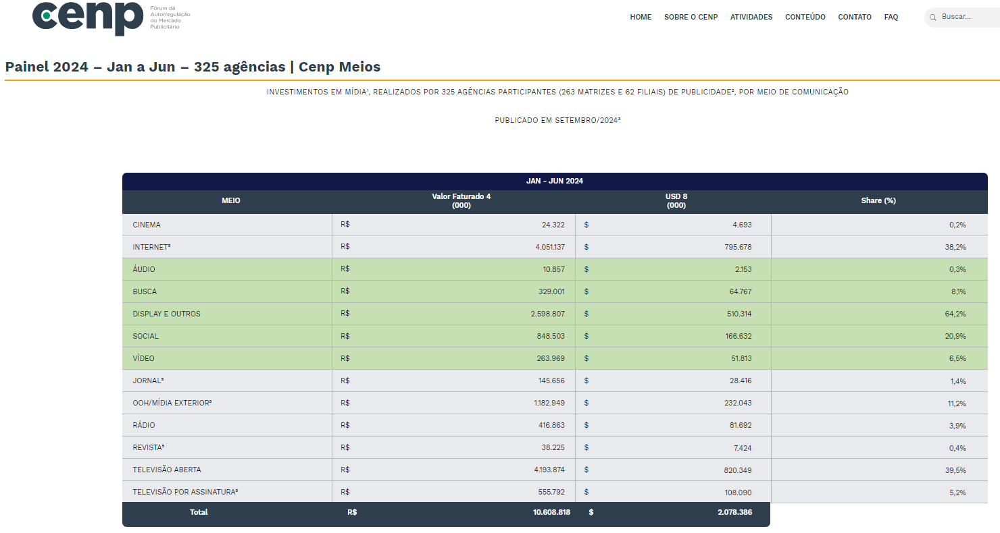 cenp
Fórum da
Autorregulação
do Mercado
Publicitário
HOME SOBRE O CENP ATIVIDADES CONTEÚDO CONTATO FAQ Buscar...
Painel 2024 – Jan a Jun – 325 agências | Cenp Meios
INVESTIMENTOS EM MÍDIA¹, REALIZADOS POR 325 AGÊNCIAS PARTICIPANTES (263 MATRIZES E 62 FILIAIS) DE PUBLICIDADE², POR MEIO DE COMUNICAÇÃO
PUBLICADO EM SETEMBRO/2024³
JAN - JUN 2024
MEIO Valor Faturado 4 (000) USD 8 (000) Share (%)
CINEMA R$ 24.322 $ 4.693 0,2%
INTERNET⁵ R$ 4.051.137 $ 795.678 38,2%
ÁUDIO R$ 10.857 $ 2.153 0,3%
BUSCA R$ 329.001 $ 64.767 8,1%
DISPLAY E OUTROS R$ 2.598.807 $ 510.314 64,2%
SOCIAL R$ 848.503 $ 166.632 20,9%
VÍDEO R$ 263.969 $ 51.813 6,5%
JORNAL⁵ R$ 145.656 $ 28.416 1,4%
OOH/MÍDIA EXTERIOR⁶ R$ 1.182.949 $ 232.043 11,2%
RÁDIO R$ 416.863 $ 81.692 3,9%
REVISTA⁵ R$ 38.225 $ 7.424 0,4%
TELEVISÃO ABERTA R$ 4.193.874 $ 820.349 39,5%
TELEVISÃO POR ASSINATURA⁵ R$ 555.792 $ 108.090 5,2%
Total R$ 10.608.818 $ 2.078.386